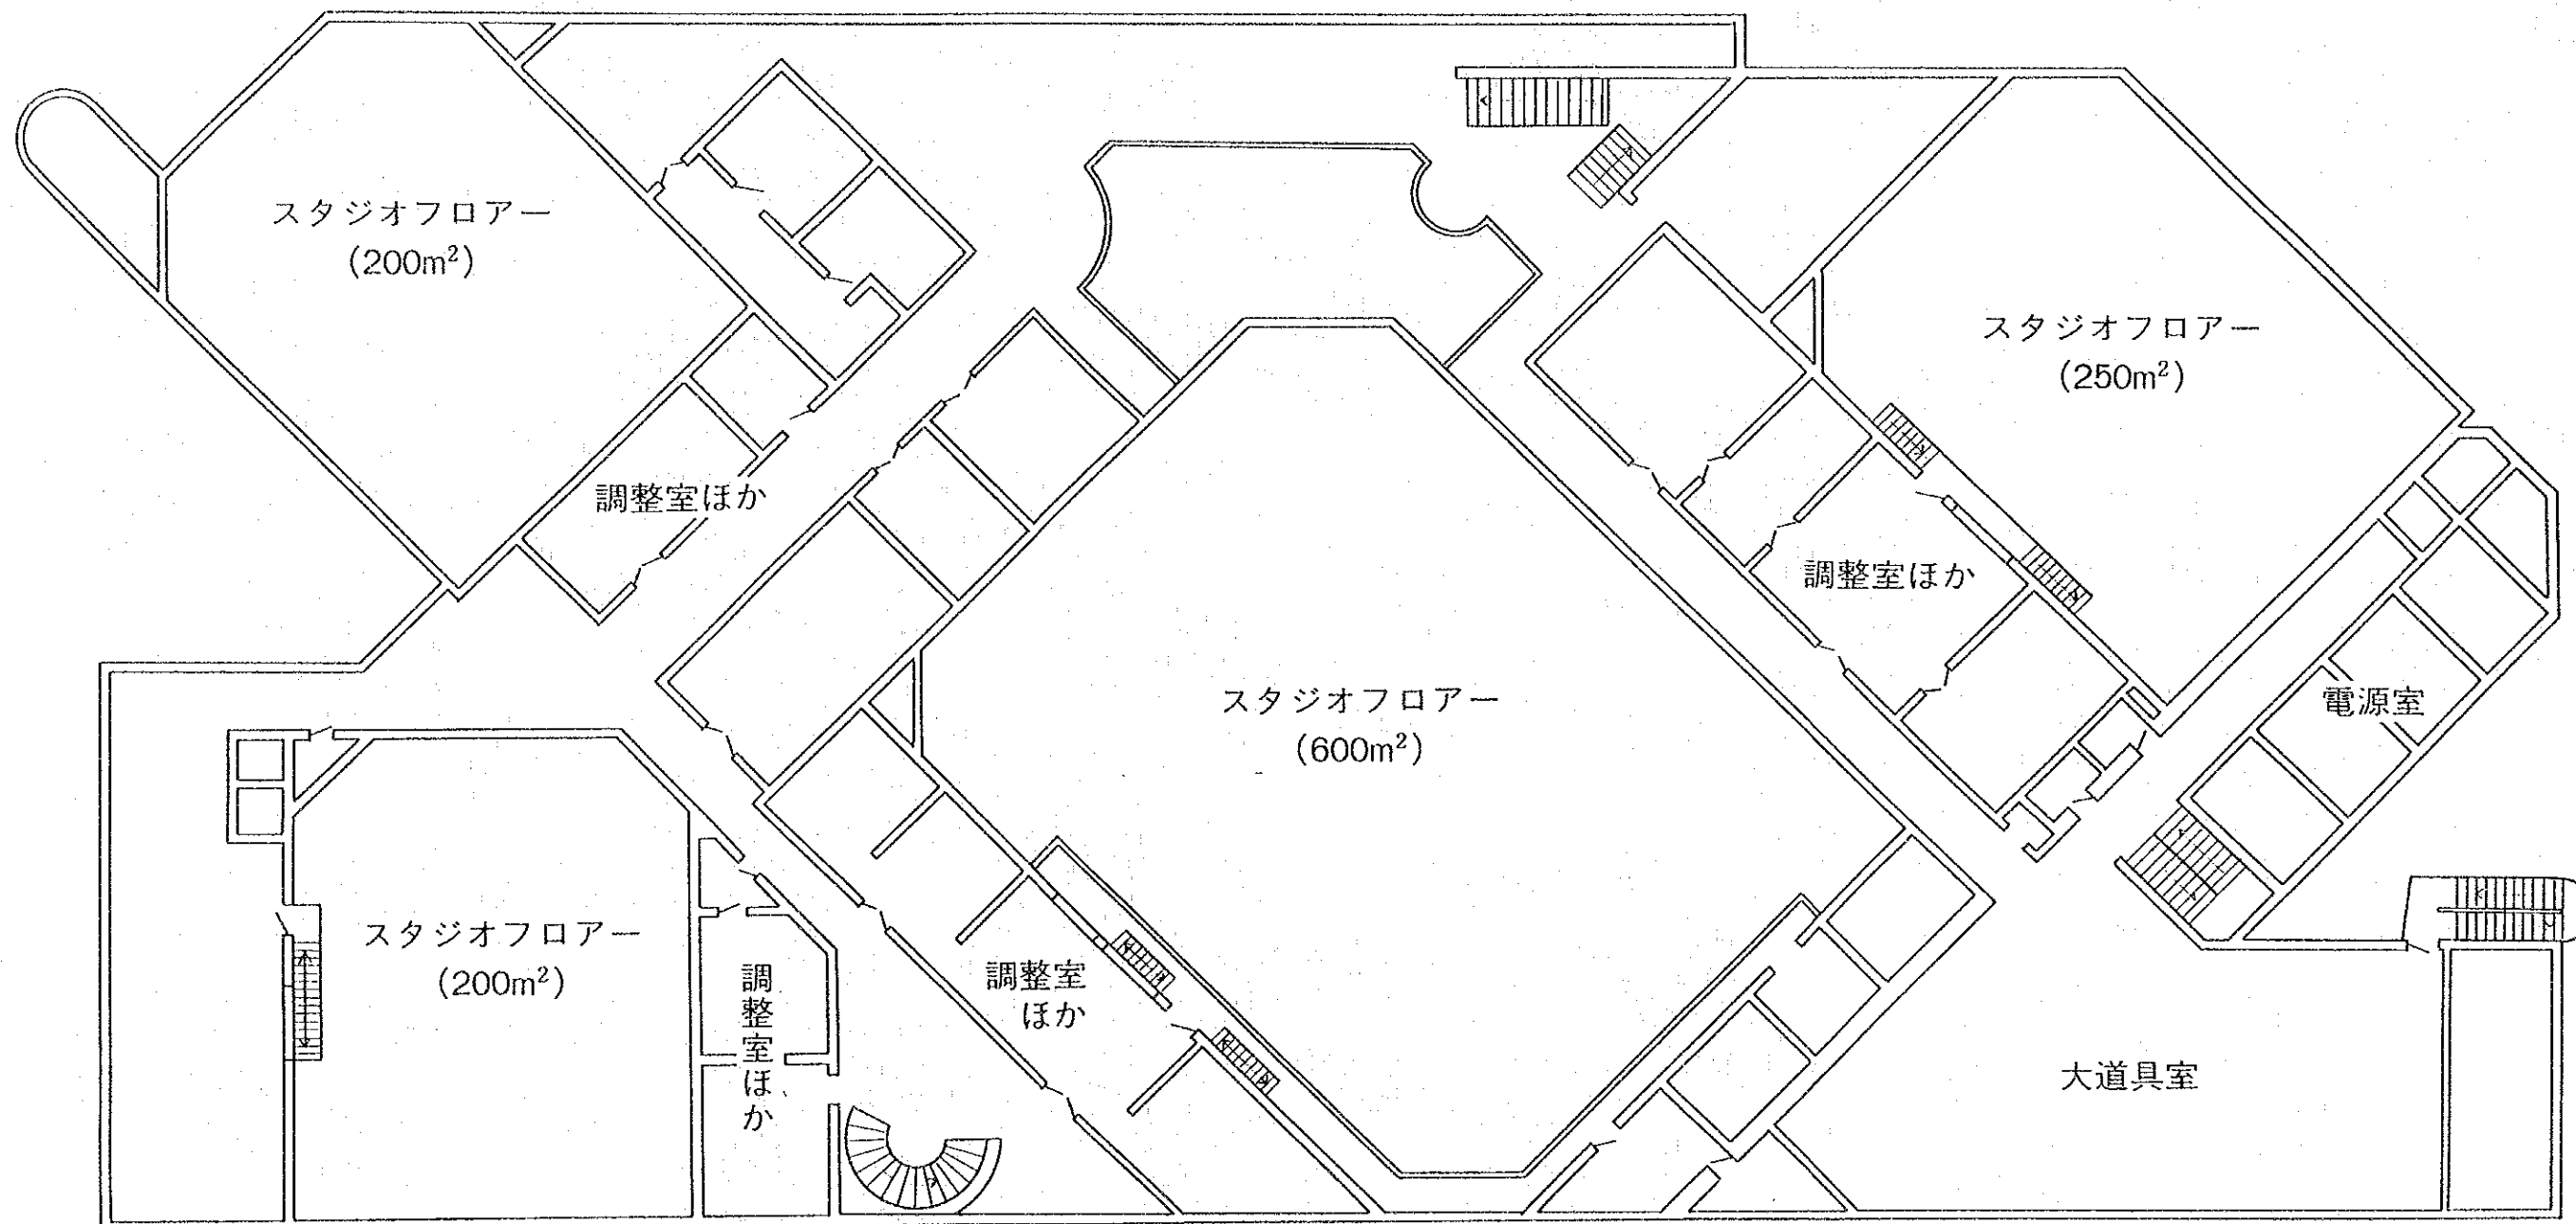 スタジオフロアー
(200m²)
スタジオフロアー
(250m²)
調整室ほか
調整室ほか
スタジオフロアー
(600m²)
電源室
スタジオフロアー
(200m²)
調整室ほか
調整室
ほか
大道具室